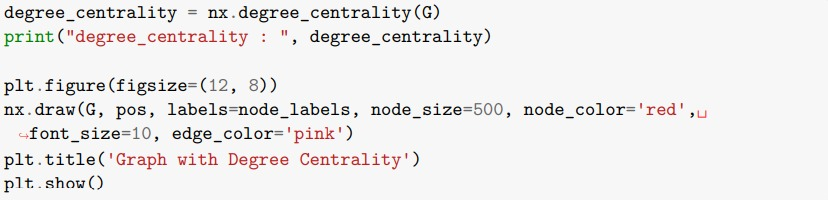 degree_centrality = nx.degree_centrality(G)
print("degree_centrality : ", degree_centrality)
plt.figure(figsize=(12, 8))
nx.draw(G, pos, labels=node_labels, node_size=500, node_color='red',␣
↪font_size=10, edge_color='pink')
plt.title('Graph with Degree Centrality')
plt.show()